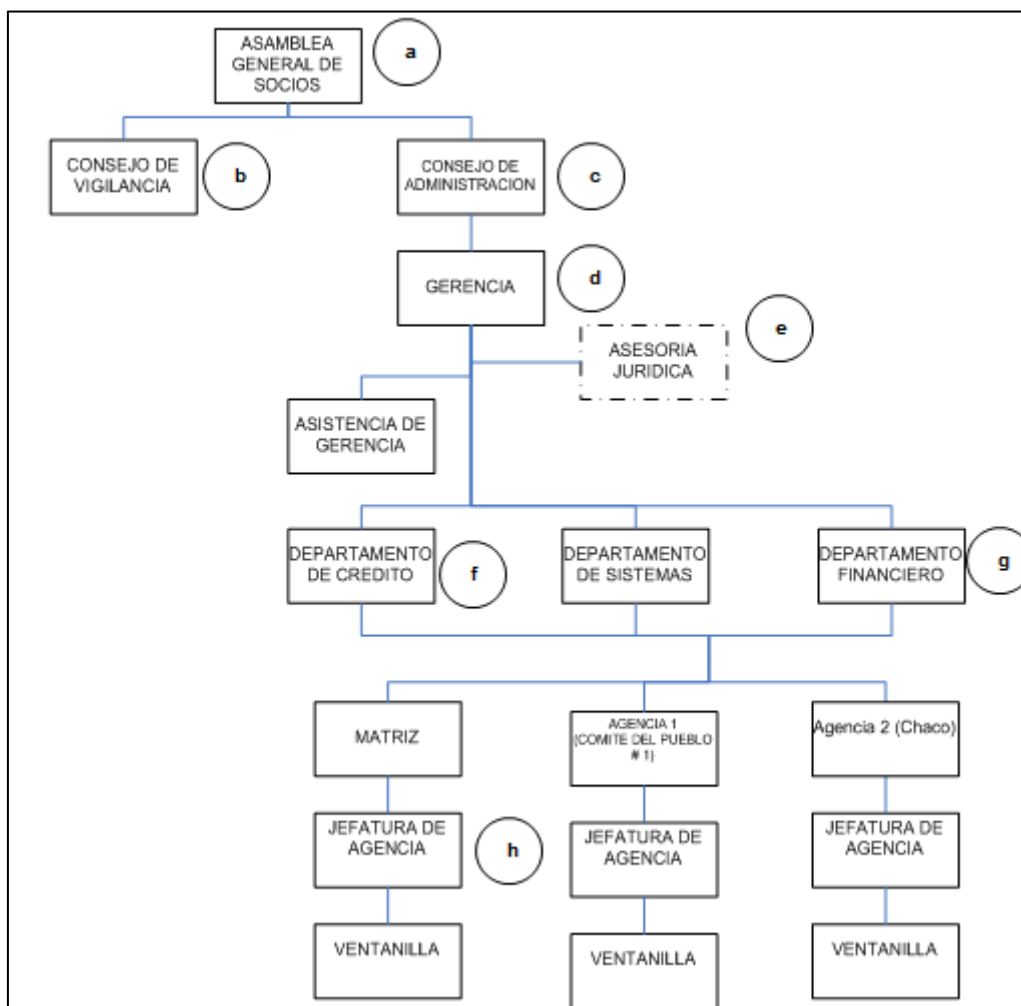 ASAMBLEA
GENERAL DE
SOCIOS
a
CONSEJO DE
VIGILANCIA
b
CONSEJO DE
ADMINISTRACION
c
GERENCIA
d
ASESORIA
JURIDICA
e
ASISTENCIA DE
GERENCIA
DEPARTAMENTO
DE CREDITO
f
DEPARTAMENTO
DE SISTEMAS
DEPARTAMENTO
FINANCIERO
g
MATRIZ
AGENCIA 1
(COMITE DEL PUEBLO
# 1)
Agencia 2 (Chaco)
JEFATURA DE
AGENCIA
h
JEFATURA DE
AGENCIA
JEFATURA DE
AGENCIA
VENTANILLA
VENTANILLA
VENTANILLA